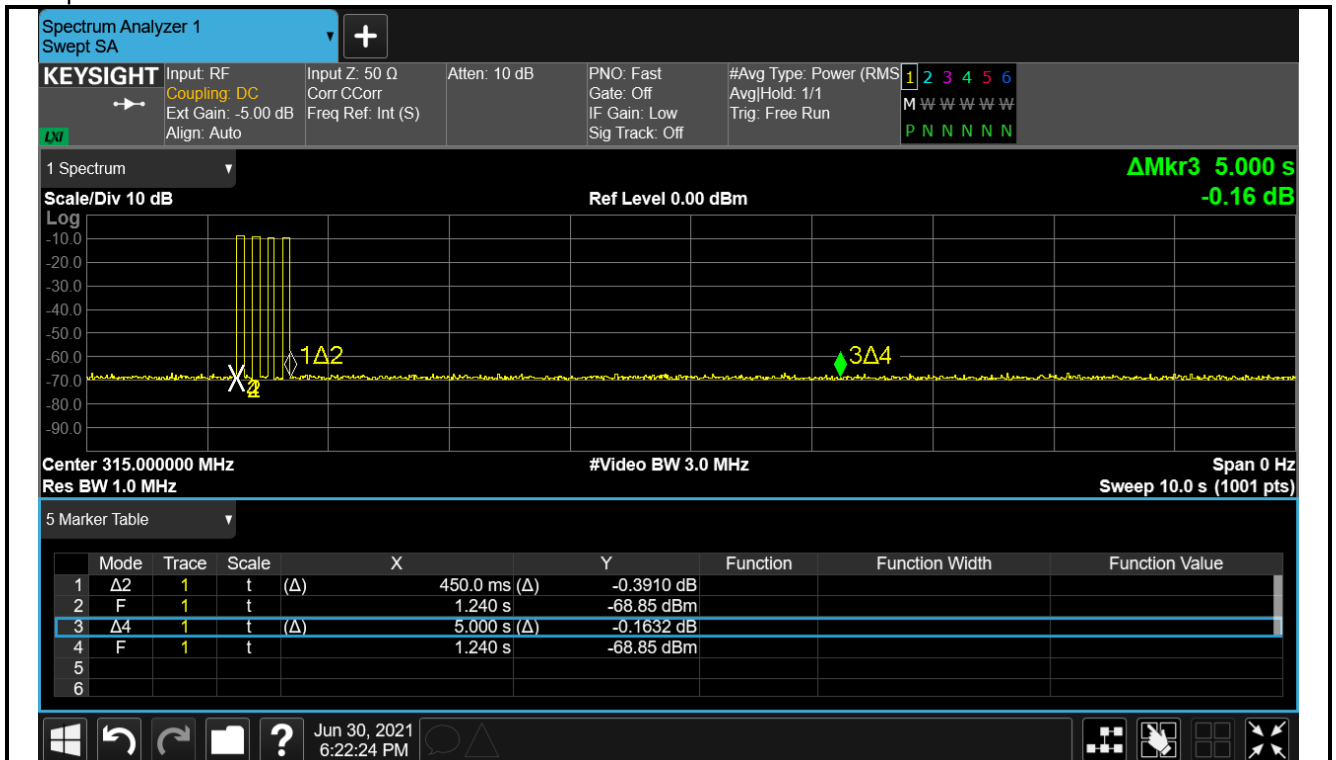 Spectrum Analyzer 1
Swept SA
KEYSIGHT Input: RF Input Z: 50 Ω Atten: 10 dB PNO: Fast #Avg Type: Power (RMS 1 2 3 4 5 6
Coupling: DC Corr CCorr Gate: Off Avg|Hold: 1/1 M W W W W W
Ext Gain: -5.00 dB Freq Ref: Int (S) IF Gain: Low Trig: Free Run
LXI Align: Auto Sig Track: Off P N N N N N
1 Spectrum ΔMkr3 5.000 s
Scale/Div 10 dB Ref Level 0.00 dBm -0.16 dB
Log
-10.0
-20.0
-30.0
-40.0
-50.0
-60.0 1Δ2 3Δ4
-70.0
-80.0
-90.0
Center 315.000000 MHz #Video BW 3.0 MHz Span 0 Hz
Res BW 1.0 MHz Sweep 10.0 s (1001 pts)
5 Marker Table
Mode Trace Scale X Y Function Function Width Function Value
1 Δ2 1 t (Δ) 450.0 ms (Δ) -0.3910 dB
2 F 1 t 1.240 s -68.85 dBm
3 Δ4 1 t (Δ) 5.000 s (Δ) -0.1632 dB
4 F 1 t 1.240 s -68.85 dBm
5
6
? Jun 30, 2021
6:22:24 PM